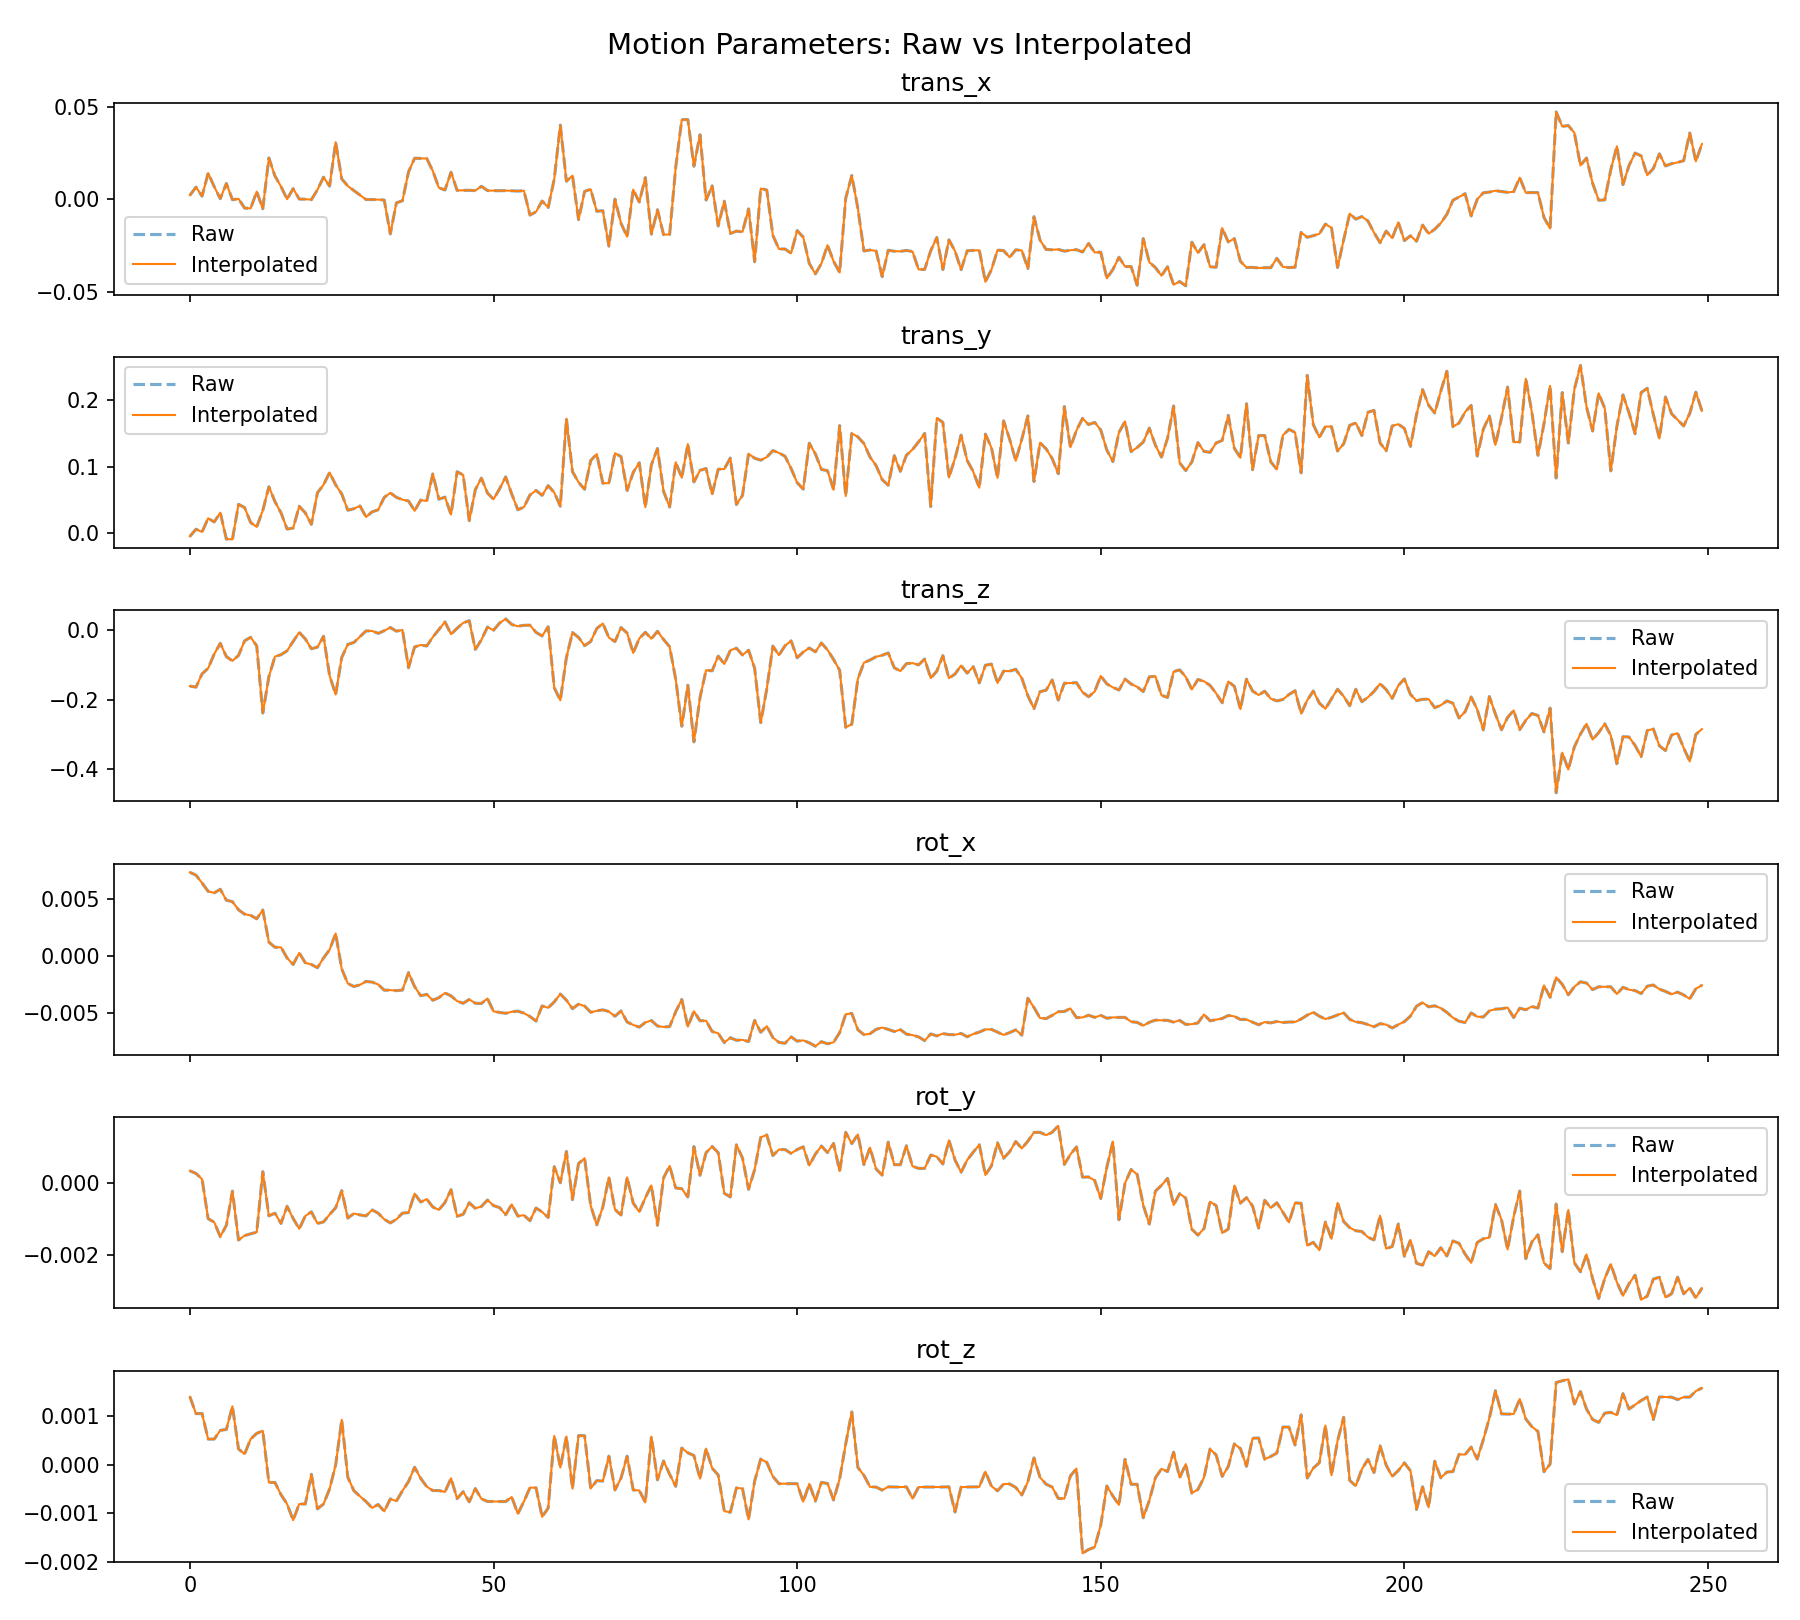 Motion Parameters: Raw vs Interpolated
trans_x
0.05
0.00
−0.05
Raw
Interpolated
trans_y
0.2
0.1
0.0
Raw
Interpolated
trans_z
0.0
−0.2
−0.4
Raw
Interpolated
rot_x
0.005
0.000
−0.005
Raw
Interpolated
rot_y
0.000
−0.002
Raw
Interpolated
rot_z
0.001
0.000
−0.001
−0.002
Raw
Interpolated
0 50 100 150 200 250